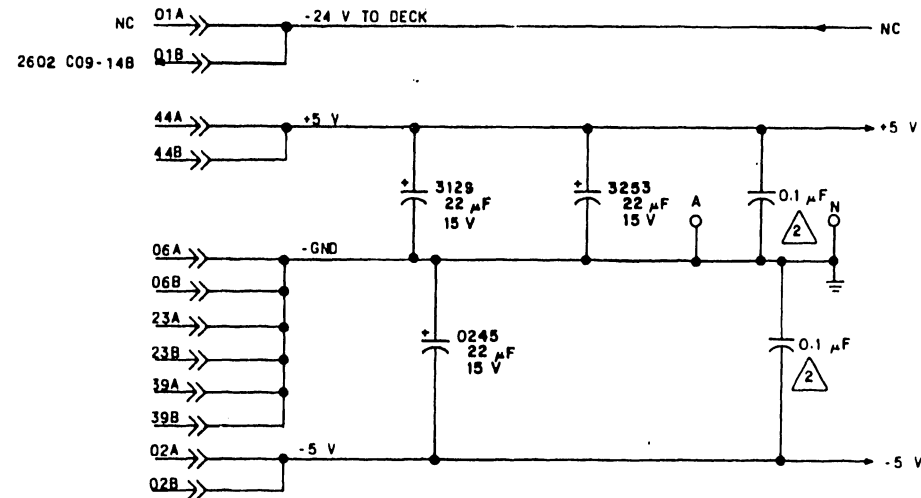 NC 01A -24 V TO DECK NC
2602 C09-14B 01B
44A +5 V +5 V
44B
3129
22 µF
15 V
3253
22 µF
15 V
A
0.1 µF
2
N
06A -GND
06B
23A
23B
39A
39B
0245
22 µF
15 V
0.1 µF
2
02A -5 V -5 V
02B